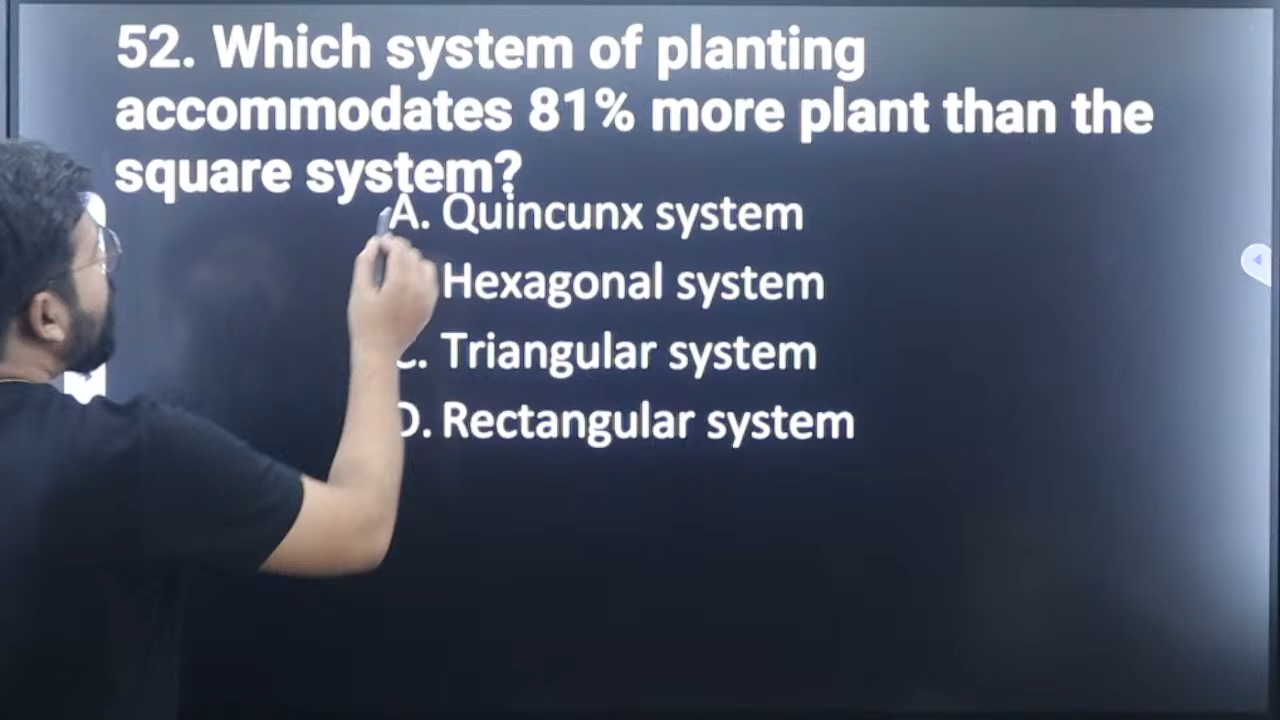 52. Which system of planting
accommodates 81% more plant than the
square system?
A. Quincunx system
Hexagonal system
C. Triangular system
D. Rectangular system